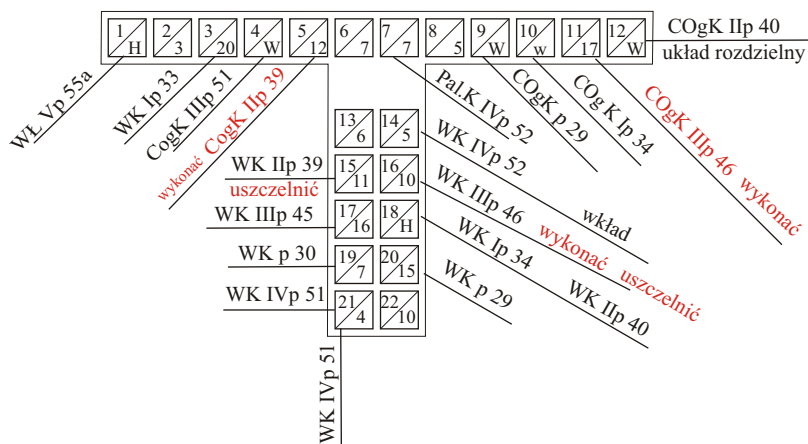 1 H 2 3 3 20 4 W 5 12 6 7 7 7 8 5 9 W 10 w 11 17 12 W
COgK IIp 40
układ rozdzielny
WŁ Vp 55a
WK Ip 33
CogK IIIp 51
wykonać CogK IIp 39
Pal.K IVp 52
COgK p 29
COg K Ip 34
COgK IIIp 46 wykonać
13 6 14 5
WK IVp 52
wkład
WK IIp 39
uszczelnić
15 11 16 10
WK IIIp 46 wykonać uszczelnić
WK IIIp 45
17 16 18 H
WK Ip 34
WK IIp 40
WK p 30
19 7 20 15
WK p 29
WK IVp 51
21 4 22 10
WK IVp 51